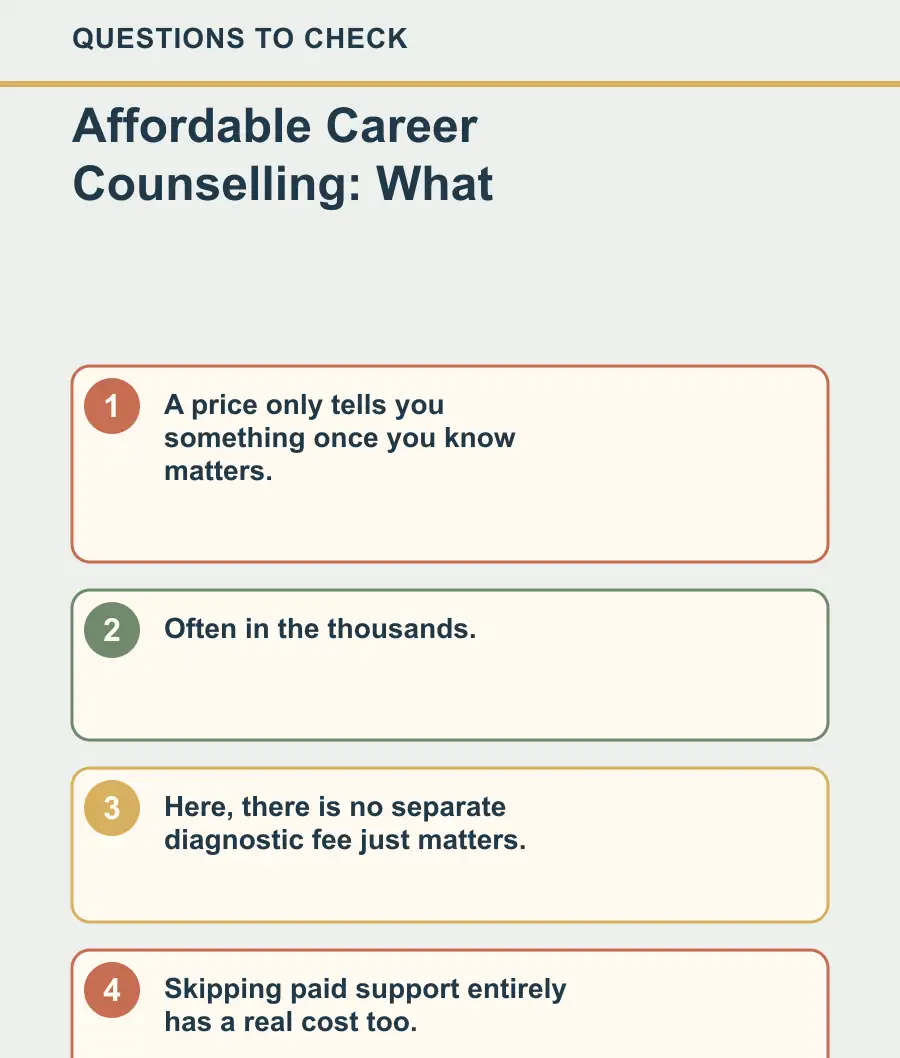 QUESTIONS TO CHECK
Affordable Career
Counselling: What
1
A price only tells you
something once you know
matters.
2
Often in the thousands.
3
Here, there is no separate
diagnostic fee just matters.
4
Skipping paid support entirely
has a real cost too.